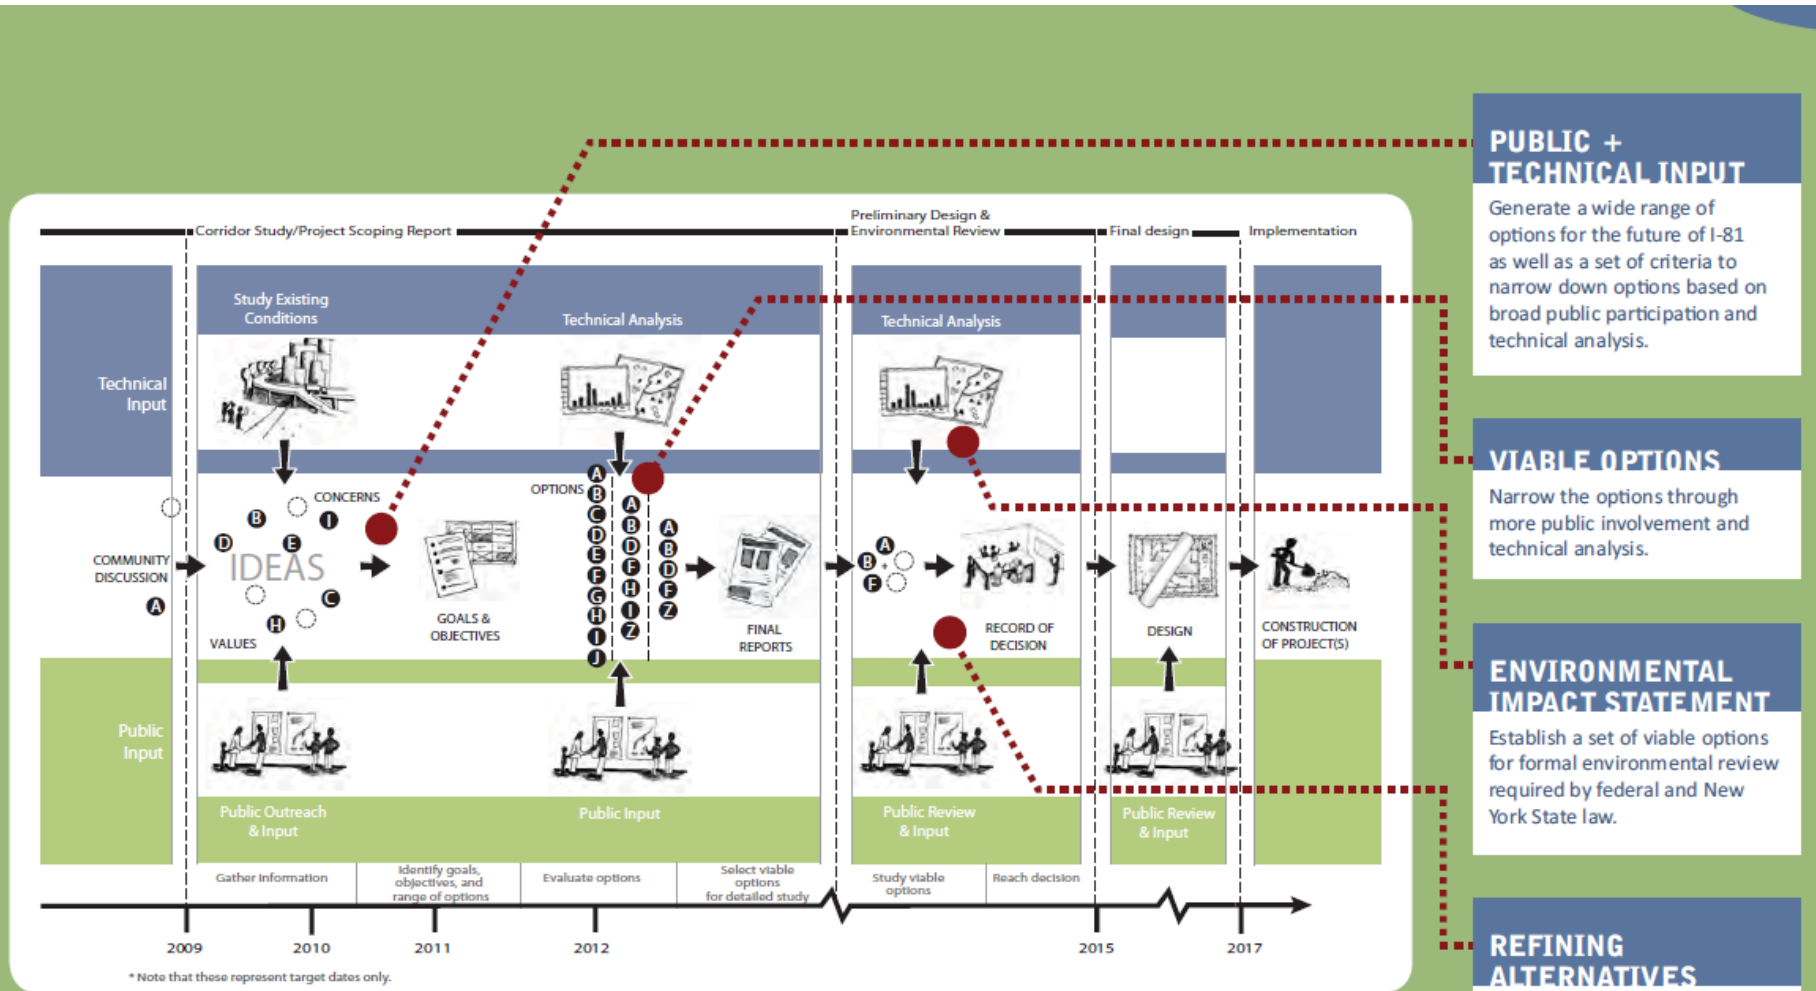 Corridor Study/Project Scoping Report
Preliminary Design &
Environmental Review
Final design
Implementation
Technical
Input
Study Existing
Conditions
Technical Analysis
Technical Analysis
COMMUNITY
DISCUSSION
A
CONCERNS
B
I
D
E
IDEAS
C
H
VALUES
GOALS &
OBJECTIVES
OPTIONS
A
B
C
D
E
F
G
H
I
J
A
B
D
F
H
I
Z
A
B
D
F
Z
FINAL
REPORTS
A
B +
F
RECORD OF
DECISION
DESIGN
CONSTRUCTION
OF PROJECT(S)
Public
Input
Public Outreach
& Input
Public Input
Public Review
& Input
Public Review
& Input
Gather information
Identify goals,
objectives, and
range of options
Evaluate options
Select viable
options
for detailed study
Study viable
options
Reach decision
2009
2010
2011
2012
2015
2017
* Note that these represent target dates only.
PUBLIC +
TECHNICAL INPUT
Generate a wide range of
options for the future of I-81
as well as a set of criteria to
narrow down options based on
broad public participation and
technical analysis.
VIABLE OPTIONS
Narrow the options through
more public involvement and
technical analysis.
ENVIRONMENTAL
IMPACT STATEMENT
Establish a set of viable options
for formal environmental review
required by federal and New
York State law.
REFINING
ALTERNATIVES